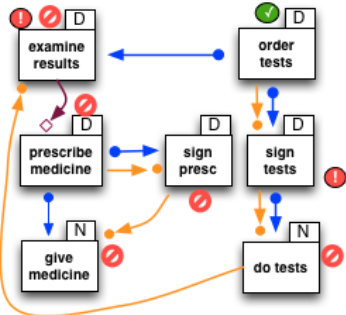 ! D
examine
results
D
order
tests
D
prescribe
medicine
D
sign
presc
D
sign
tests
!
N
give
medicine
N
do tests